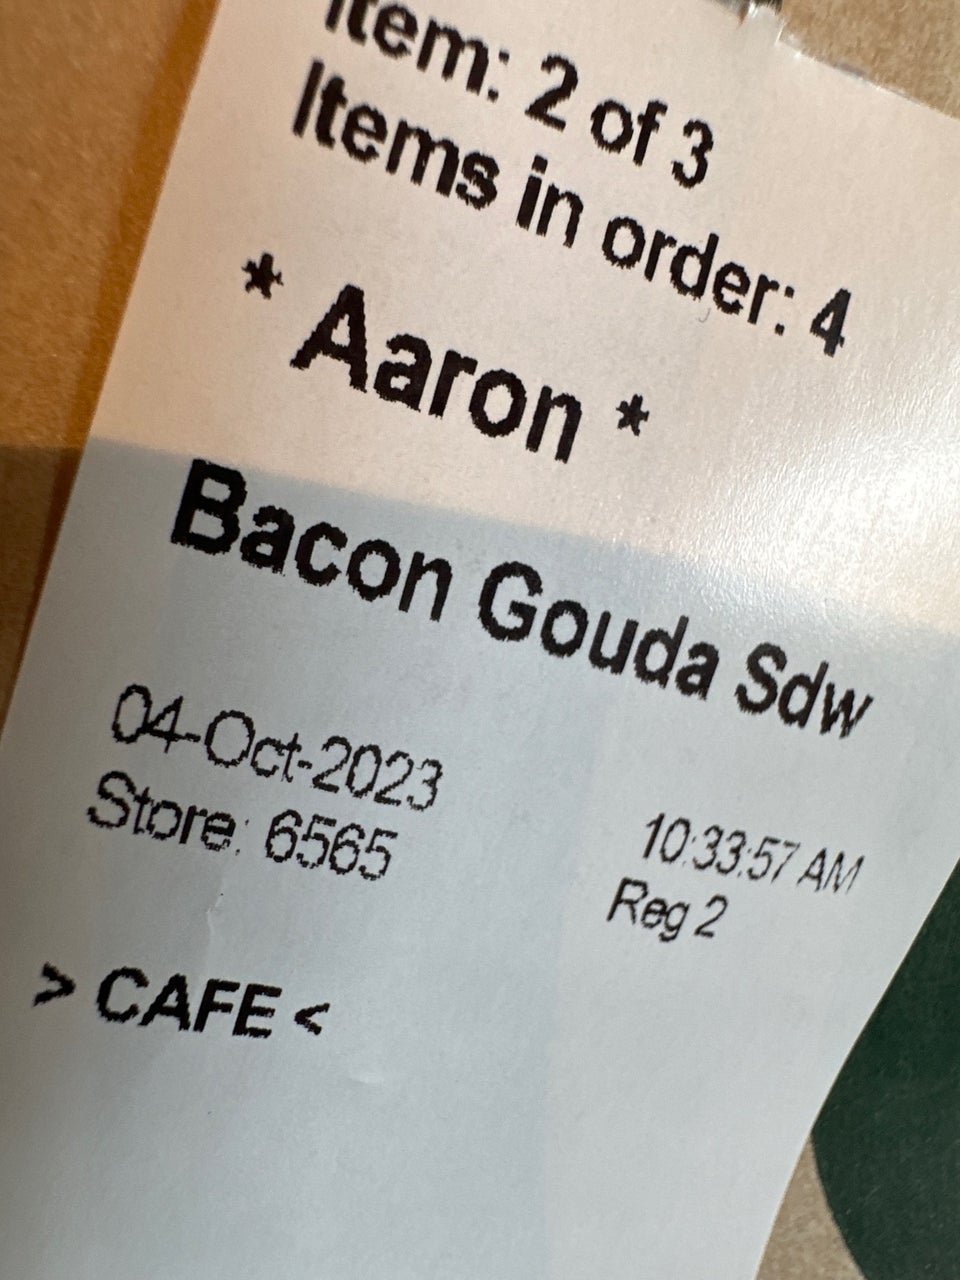 Item: 2 of 3
Items in order: 4
* Aaron *
Bacon Gouda Sdw
04-Oct-2023 10:33:57 AM
Store: 6565 Reg 2
> CAFE <